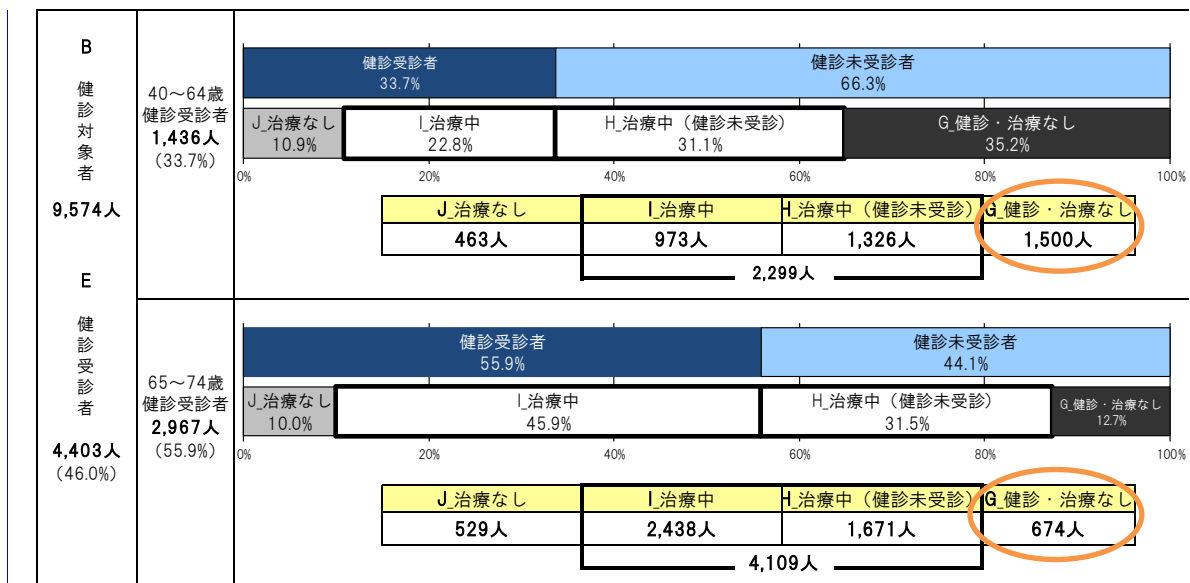 B
健診対象者
9,574人
E
健診受診者
4,403人
(46.0%)
40～64歳
健診受診者
1,436人
(33.7%)
健診受診者
33.7%
健診未受診者
66.3%
J_治療なし
10.9%
I_治療中
22.8%
H_治療中（健診未受診）
31.1%
G_健診・治療なし
35.2%
0% 20% 40% 60% 80% 100%
J_治療なし I_治療中 H_治療中（健診未受診） G_健診・治療なし
463人 973人 1,326人 1,500人
2,299人
65～74歳
健診受診者
2,967人
(55.9%)
健診受診者
55.9%
健診未受診者
44.1%
J_治療なし
10.0%
I_治療中
45.9%
H_治療中（健診未受診）
31.5%
G_健診・治療なし
12.7%
0% 20% 40% 60% 80% 100%
J_治療なし I_治療中 H_治療中（健診未受診） G_健診・治療なし
529人 2,438人 1,671人 674人
4,109人